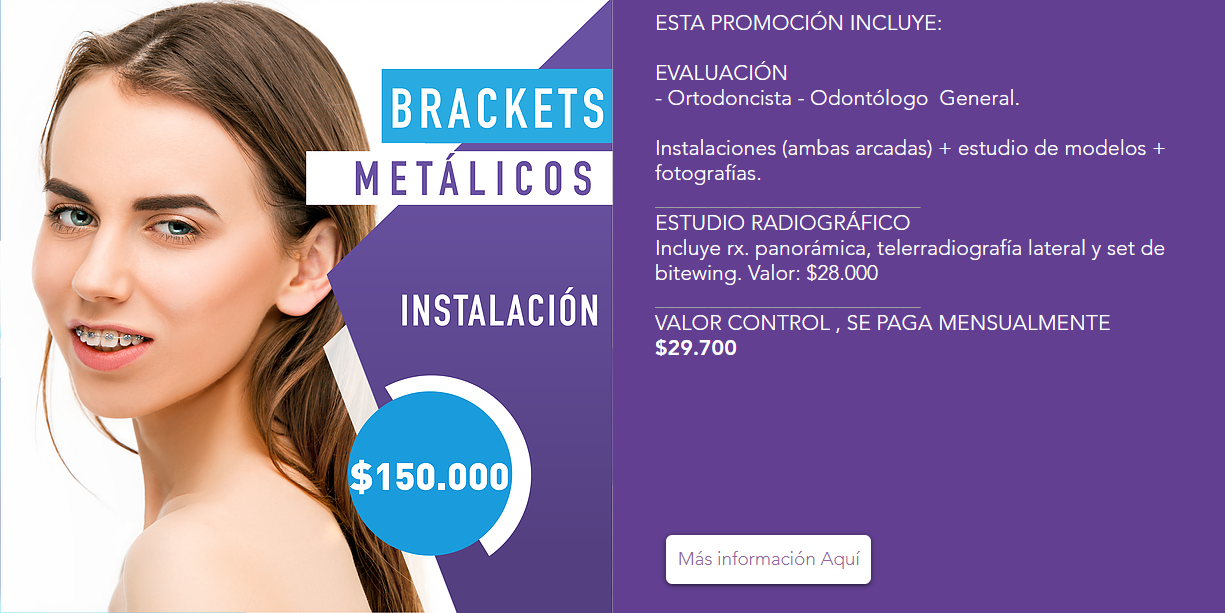 BRACKETS
METÁLICOS
INSTALACIÓN
$150.000
ESTA PROMOCIÓN INCLUYE:
EVALUACIÓN
- Ortodoncista - Odontólogo  General.
Instalaciones (ambas arcadas) + estudio de modelos +
fotografías.
ESTUDIO RADIOGRÁFICO
Incluye rx. panorámica, telerradiografía lateral y set de
bitewing. Valor: $28.000
VALOR CONTROL , SE PAGA MENSUALMENTE
$29.700
Más información Aquí